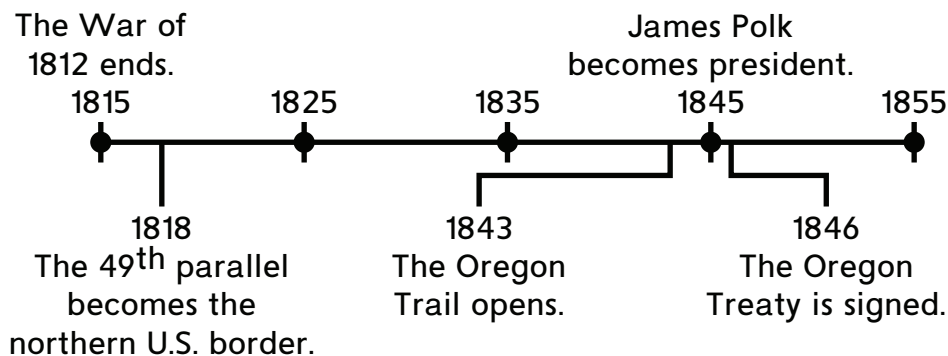 The War of
1812 ends.
James Polk
becomes president.
1815
1825
1835
1845
1855
1818
The 49th parallel
becomes the
northern U.S. border.
1843
The Oregon
Trail opens.
1846
The Oregon
Treaty is signed.